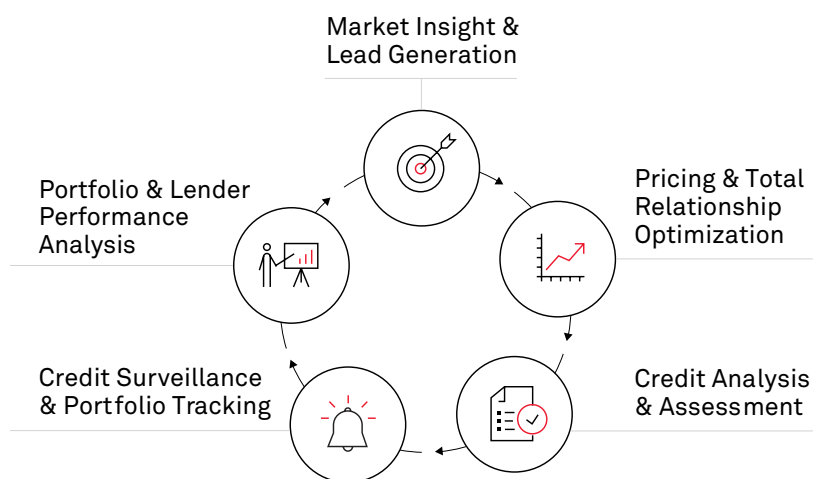 Market Insight &
Lead Generation
Pricing & Total
Relationship
Optimization
Credit Analysis
& Assessment
Credit Surveillance
& Portfolio Tracking
Portfolio & Lender
Performance
Analysis